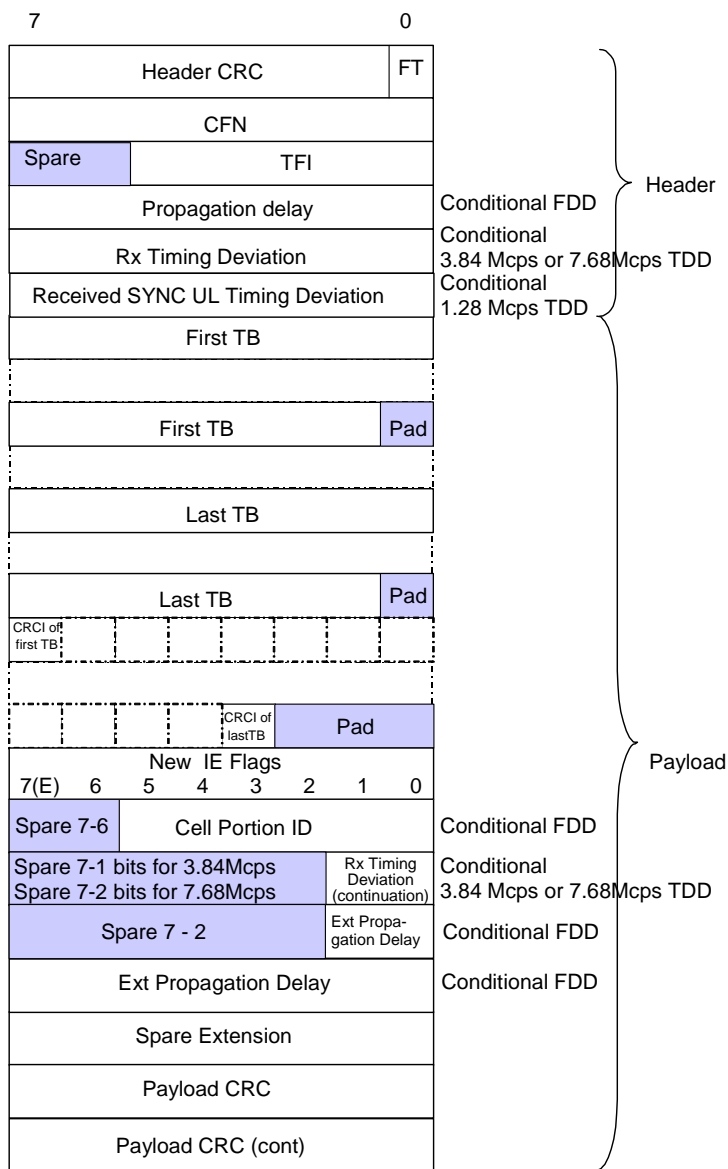 7 0
Header CRC FT
CFN
Spare TFI
Header
Propagation delay Conditional FDD
Rx Timing Deviation Conditional
3.84 Mcps or 7.68Mcps TDD
Received SYNC UL Timing Deviation Conditional
1.28 Mcps TDD
First TB
First TB Pad
Last TB
Last TB Pad
CRCI of
first TB
CRCI of
lastTB
Pad
New IE Flags
7(E) 6 5 4 3 2 1 0
Payload
Spare 7-6 Cell Portion ID Conditional FDD
Spare 7-1 bits for 3.84Mcps
Spare 7-2 bits for 7.68Mcps
Rx Timing
Deviation
(continuation)
Conditional
3.84 Mcps or 7.68Mcps TDD
Spare 7 - 2
Ext Propa-
gation Delay
Conditional FDD
Ext Propagation Delay Conditional FDD
Spare Extension
Payload CRC
Payload CRC (cont)